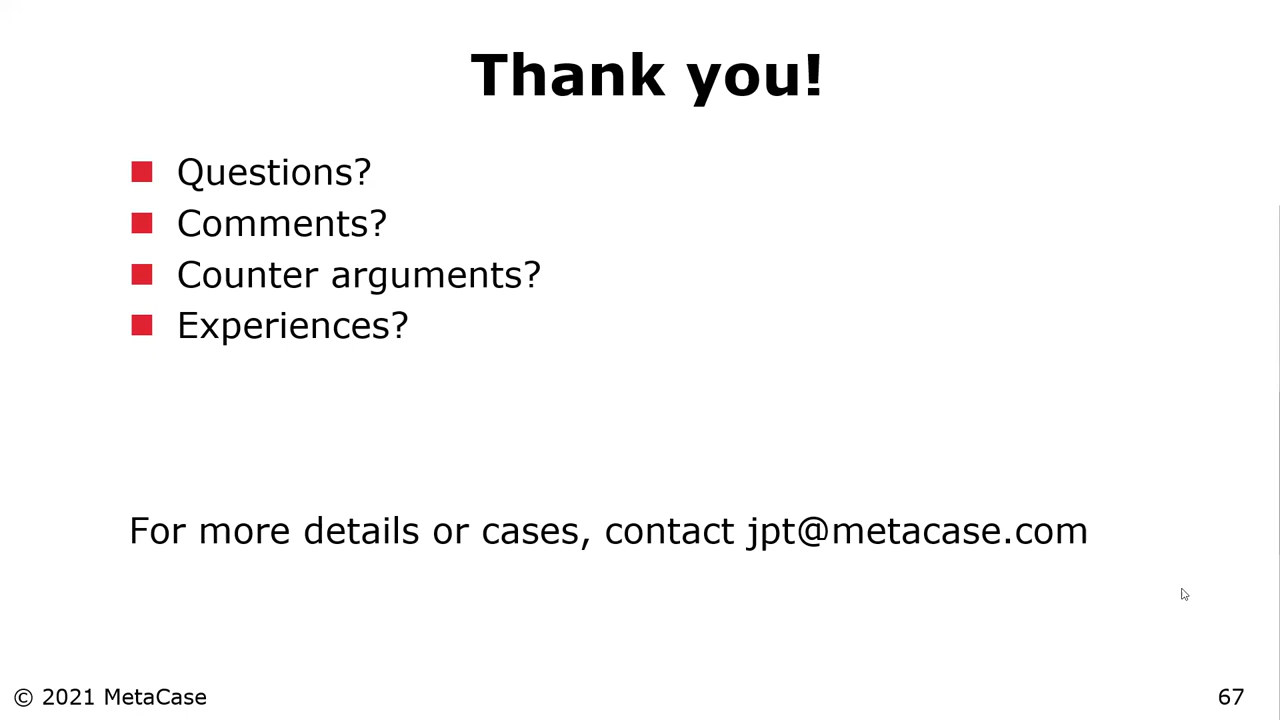 Thank you!
Questions?
Comments?
Counter arguments?
Experiences?
For more details or cases, contact jpt@metacase.com
© 2021 MetaCase
67